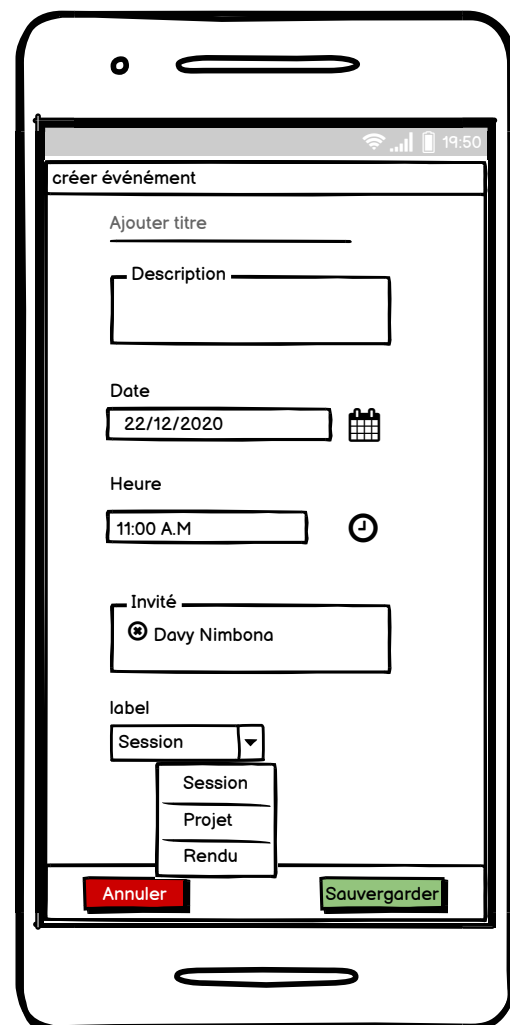 19:50
créer événément
Ajouter titre
Description
Date
22/12/2020
Heure
11:00 A.M
Invité
Davy Nimbona
label
Session
Session
Projet
Rendu
Annuler
Sauvergarder